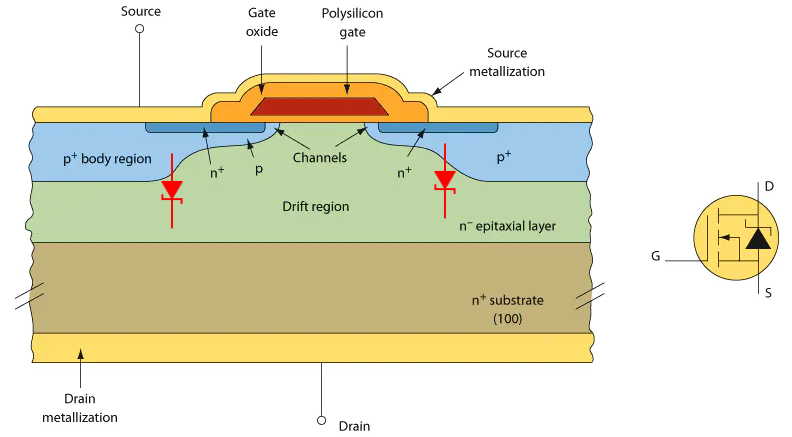 Source
Gate
oxide
Polysilicon
gate
Source
metallization
p+ body region
n+
p
Channels
n+
p+
Drift region
n− epitaxial layer
n+ substrate
(100)
Drain
metallization
Drain
D
G
S